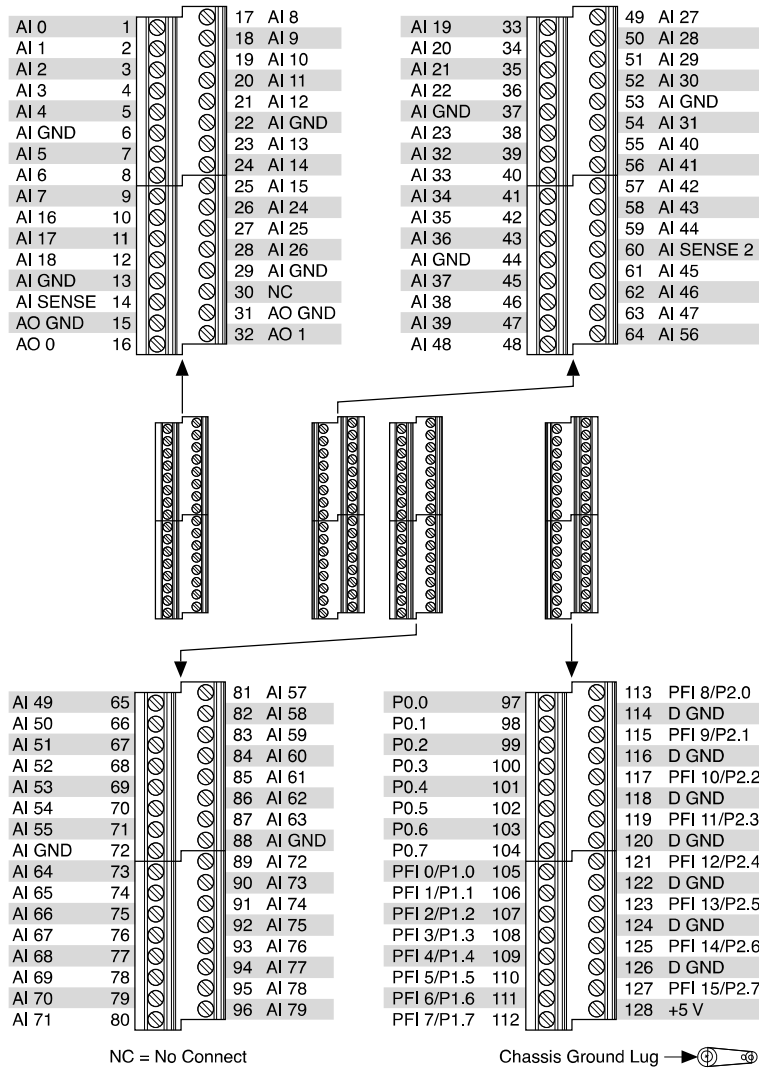 AI 0 1
AI 1 2
AI 2 3
AI 3 4
AI 4 5
AI GND 6
AI 5 7
AI 6 8
AI 7 9
AI 16 10
AI 17 11
AI 18 12
AI GND 13
AI SENSE 14
AO GND 15
AO 0 16
17 AI 8
18 AI 9
19 AI 10
20 AI 11
21 AI 12
22 AI GND
23 AI 13
24 AI 14
25 AI 15
26 AI 24
27 AI 25
28 AI 26
29 AI GND
30 NC
31 AO GND
32 AO 1
AI 19 33
AI 20 34
AI 21 35
AI 22 36
AI GND 37
AI 23 38
AI 32 39
AI 33 40
AI 34 41
AI 35 42
AI 36 43
AI GND 44
AI 37 45
AI 38 46
AI 39 47
AI 48 48
49 AI 27
50 AI 28
51 AI 29
52 AI 30
53 AI GND
54 AI 31
55 AI 40
56 AI 41
57 AI 42
58 AI 43
59 AI 44
60 AI SENSE 2
61 AI 45
62 AI 46
63 AI 47
64 AI 56
AI 49 65
AI 50 66
AI 51 67
AI 52 68
AI 53 69
AI 54 70
AI 55 71
AI GND 72
AI 64 73
AI 65 74
AI 66 75
AI 67 76
AI 68 77
AI 69 78
AI 70 79
AI 71 80
81 AI 57
82 AI 58
83 AI 59
84 AI 60
85 AI 61
86 AI 62
87 AI 63
88 AI GND
89 AI 72
90 AI 73
91 AI 74
92 AI 75
93 AI 76
94 AI 77
95 AI 78
96 AI 79
P0.0 97
P0.1 98
P0.2 99
P0.3 100
P0.4 101
P0.5 102
P0.6 103
P0.7 104
PFI 0/P1.0 105
PFI 1/P1.1 106
PFI 2/P1.2 107
PFI 3/P1.3 108
PFI 4/P1.4 109
PFI 5/P1.5 110
PFI 6/P1.6 111
PFI 7/P1.7 112
113 PFI 8/P2.0
114 D GND
115 PFI 9/P2.1
116 D GND
117 PFI 10/P2.2
118 D GND
119 PFI 11/P2.3
120 D GND
121 PFI 12/P2.4
122 D GND
123 PFI 13/P2.5
124 D GND
125 PFI 14/P2.6
126 D GND
127 PFI 15/P2.7
128 +5 V
NC = No Connect
Chassis Ground Lug